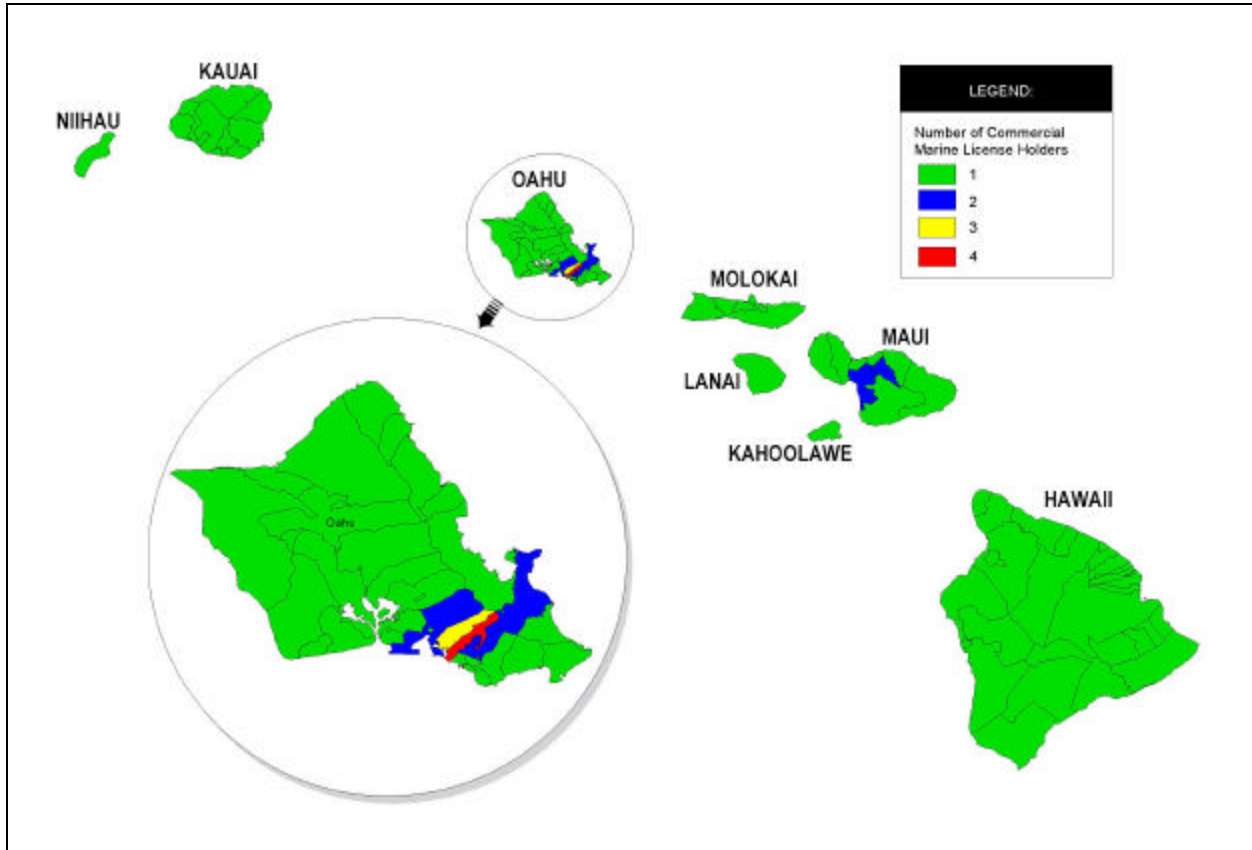 KAUAI
NIIHAU
OAHU
LEGEND:
Number of Commercial
Marine License Holders
1
2
3
4
MOLOKAI
MAUI
LANAI
KAHOOLAWE
HAWAII
Oahu